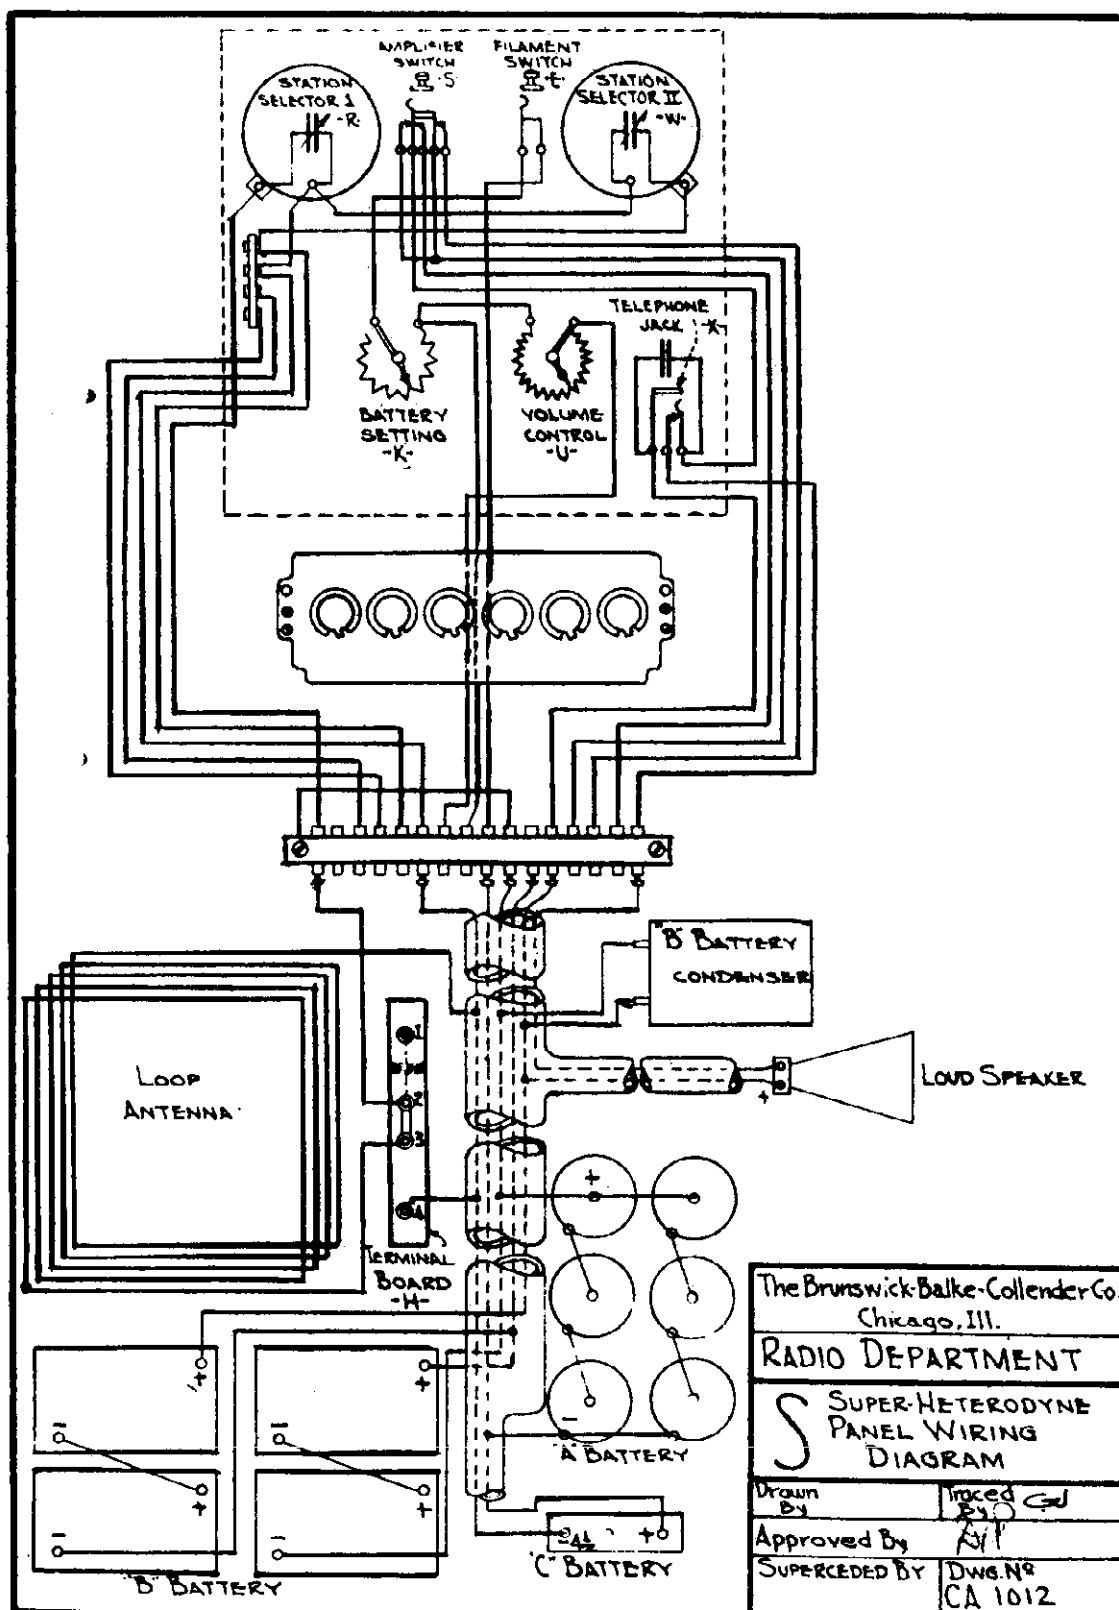 AMPLIFIER
SWITCH
-S-
FILAMENT
SWITCH
-E-
STATION
SELECTOR I
-R-
STATION
SELECTOR II
-W-
TELEPHONE
JACK -X-
BATTERY
SETTING
-K-
VOLUME
CONTROL
-U-
"B" BATTERY
CONDENSER
LOOP
ANTENNA
1
2
3
4
LOUD SPEAKER
+
TERMINAL
BOARD
-H-
+
-
+
-
+
-
+
-
+
-
"A" BATTERY
"B" BATTERY
-4½
+
"C" BATTERY
The Brunswick-Balke-Collender Co.
Chicago, Ill.
RADIO DEPARTMENT
S
SUPER-HETERODYNE
PANEL WIRING
DIAGRAM
Drawn
By
Traced
By
Approved By
SUPERCEDED BY
DWG. Nº
CA 1012